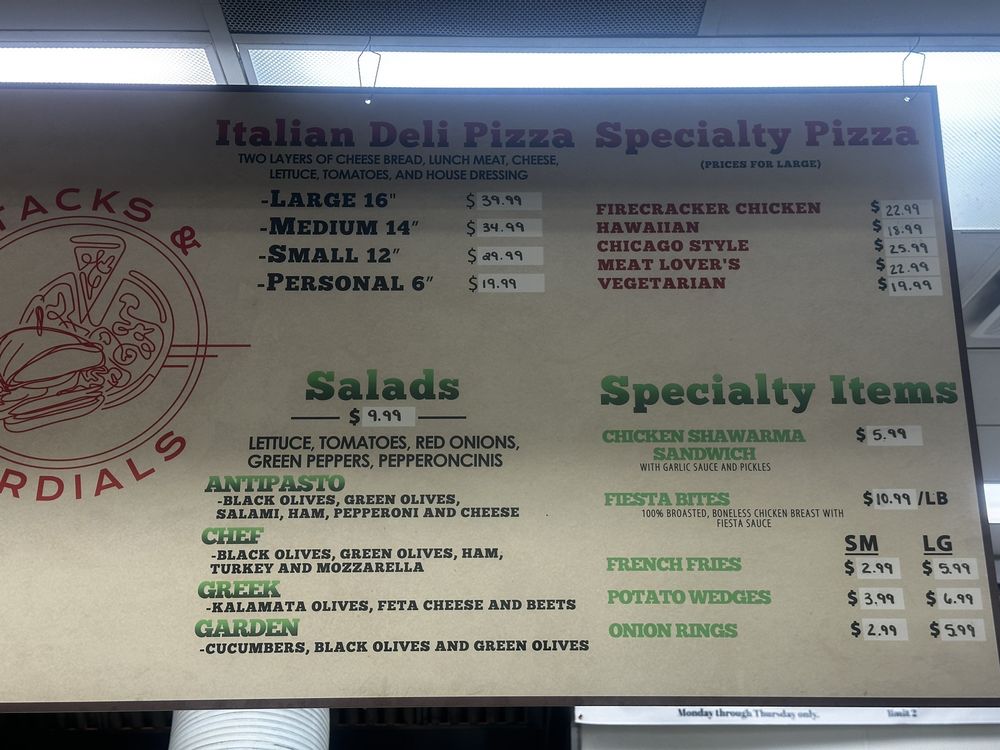 TACKS &
RDIALS
Italian Deli Pizza
TWO LAYERS OF CHEESE BREAD, LUNCH MEAT, CHEESE,
LETTUCE, TOMATOES, AND HOUSE DRESSING
-LARGE 16" $ 39.99
-MEDIUM 14" $ 34.99
-SMALL 12" $ 29.99
-PERSONAL 6" $ 19.99
Specialty Pizza
(PRICES FOR LARGE)
FIRECRACKER CHICKEN $ 22.99
HAWAIIAN $ 18.99
CHICAGO STYLE $ 25.99
MEAT LOVER'S $ 22.99
VEGETARIAN $ 19.99
Salads
$ 9.99
LETTUCE, TOMATOES, RED ONIONS,
GREEN PEPPERS, PEPPERONCINIS
ANTIPASTO
-BLACK OLIVES, GREEN OLIVES,
SALAMI, HAM, PEPPERONI AND CHEESE
CHEF
-BLACK OLIVES, GREEN OLIVES, HAM,
TURKEY AND MOZZARELLA
GREEK
-KALAMATA OLIVES, FETA CHEESE AND BEETS
GARDEN
-CUCUMBERS, BLACK OLIVES AND GREEN OLIVES
Specialty Items
CHICKEN SHAWARMA $ 5.99
SANDWICH
WITH GARLIC SAUCE AND PICKLES
FIESTA BITES $ 10.99 /LB
100% BROASTED, BONELESS CHICKEN BREAST WITH
FIESTA SAUCE
SM LG
FRENCH FRIES $ 2.99 $ 5.99
POTATO WEDGES $ 3.99 $ 6.99
ONION RINGS $ 2.99 $ 5.99
Monday through Thursday only. limit 2